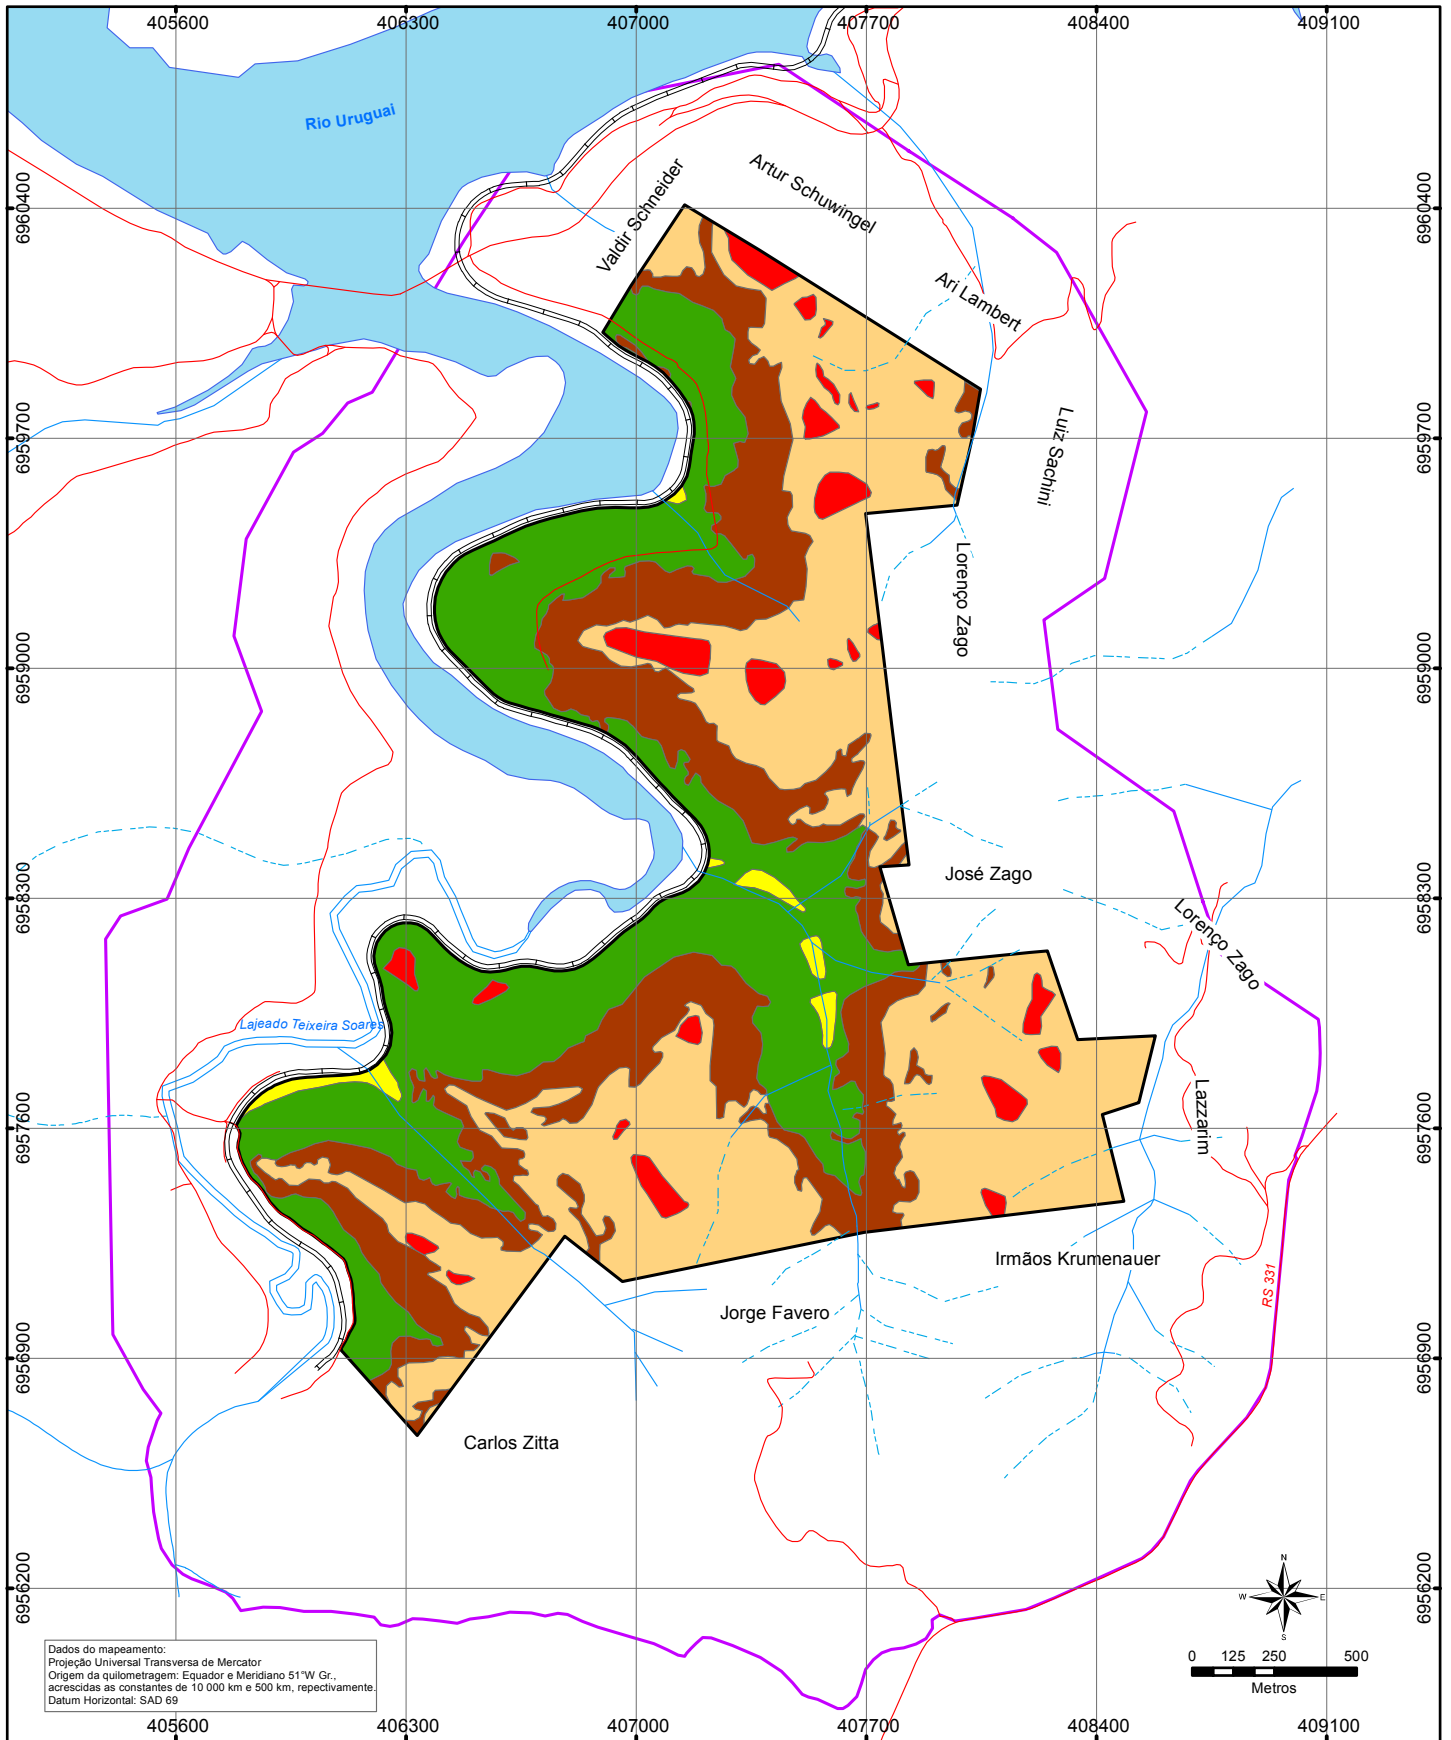 405600 406300 407000 407700 408400 409100
Rio Uruguai
Valdir Schneider
Artur Schuwingel
6960400 6960400
Ari Lambert
6959700 6959700
Luiz Sachini
Lorenço Zago
6959000 6959000
José Zago
6958300 6958300
Lorenço Zago
Lajeado Teixeira Soares
6957600 6957600
Lazzarim
Irmãos Krumenauer
RS 331
Jorge Favero
6956900 6956900
Carlos Zitta
6956200 6956200
N
W E
S
0 125 250 500
Metros
Dados do mapeamento:
Projeção Universal Transversa de Mercator
Origem da quilometragem: Equador e Meridiano 51°W Gr.,
acrescidas as constantes de 10 000 km e 500 km, repectivamente.
Datum Horizontal: SAD 69
405600 406300 407000 407700 408400 409100